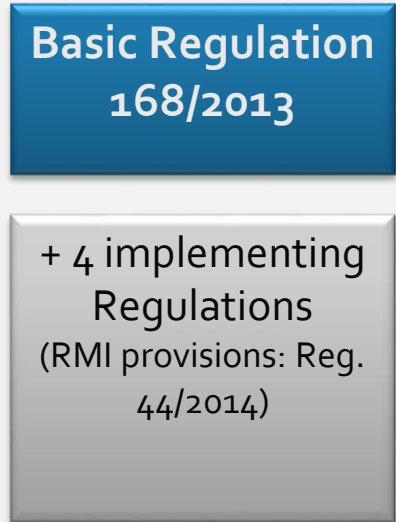 Basic Regulation
168/2013
+ 4 implementing
Regulations
(RMI provisions: Reg.
44/2014)